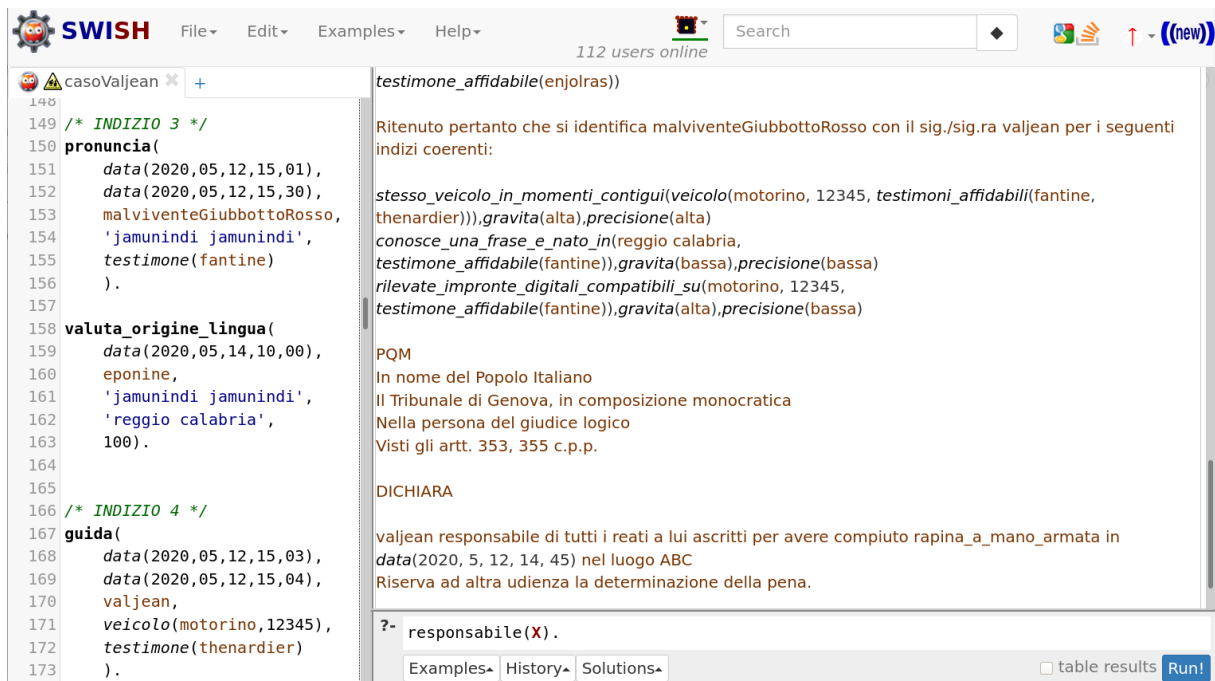 SWISH File Edit Examples Help 112 users online Search ((new))
casoValjean
148
149 /* INDIZIO 3 */
150 pronuncia(
151 data(2020,05,12,15,01),
152 data(2020,05,12,15,30),
153 malviventeGiubbottoRosso,
154 'jamunindi jamunindi',
155 testimone(fantine)
156 ).
157
158 valuta_origine_lingua(
159 data(2020,05,14,10,00),
160 eponine,
161 'jamunindi jamunindi',
162 'reggio calabria',
163 100).
164
165
166 /* INDIZIO 4 */
167 guida(
168 data(2020,05,12,15,03),
169 data(2020,05,12,15,04),
170 valjean,
171 veicolo(motorino,12345),
172 testimone(thenardier)
173 ).
testimone_affidabile(enjolras))
Ritenuto pertanto che si identifica malviventeGiubbottoRosso con il sig./sig.ra valjean per i seguenti
indizi coerenti:
stesso_veicolo_in_momenti_contigui(veicolo(motorino, 12345, testimoni_affidabili(fantine,
thenardier))),gravita(alta),precisione(alta)
conosce_una_frase_e_nato_in(reggio calabria,
testimone_affidabile(fantine)),gravita(bassa),precisione(bassa)
rilevate_impronte_digitali_compatibili_su(motorino, 12345,
testimone_affidabile(fantine)),gravita(alta),precisione(bassa)
PQM
In nome del Popolo Italiano
Il Tribunale di Genova, in composizione monocratica
Nella persona del giudice logico
Visti gli artt. 353, 355 c.p.p.
DICHIARA
valjean responsabile di tutti i reati a lui ascritti per avere compiuto rapina_a_mano_armata in
data(2020, 5, 12, 14, 45) nel luogo ABC
Riserva ad altra udienza la determinazione della pena.
?- responsabile(X).
Examples History Solutions table results Run!